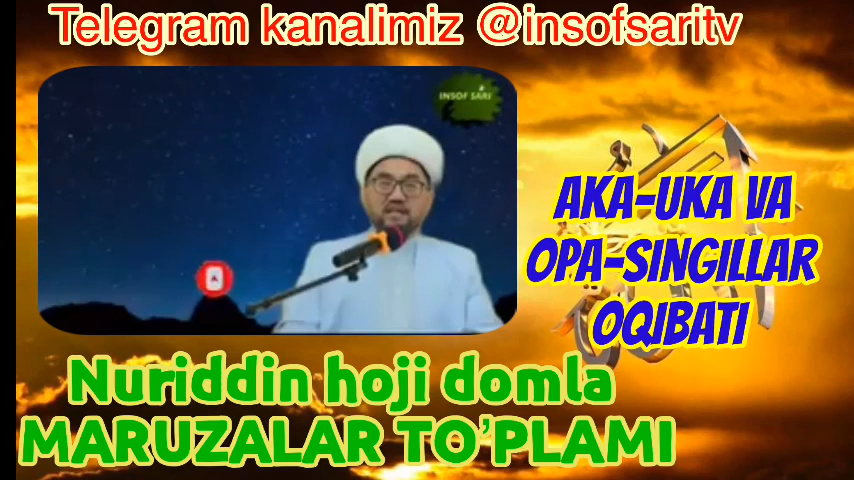 Telegram kanalimiz @insofsaritv
INSOF SARI
AKA-UKA VA
OPA-SINGILLAR
OQIBATI
Nuriddin hoji domla
MARUZALAR TO’PLAMI